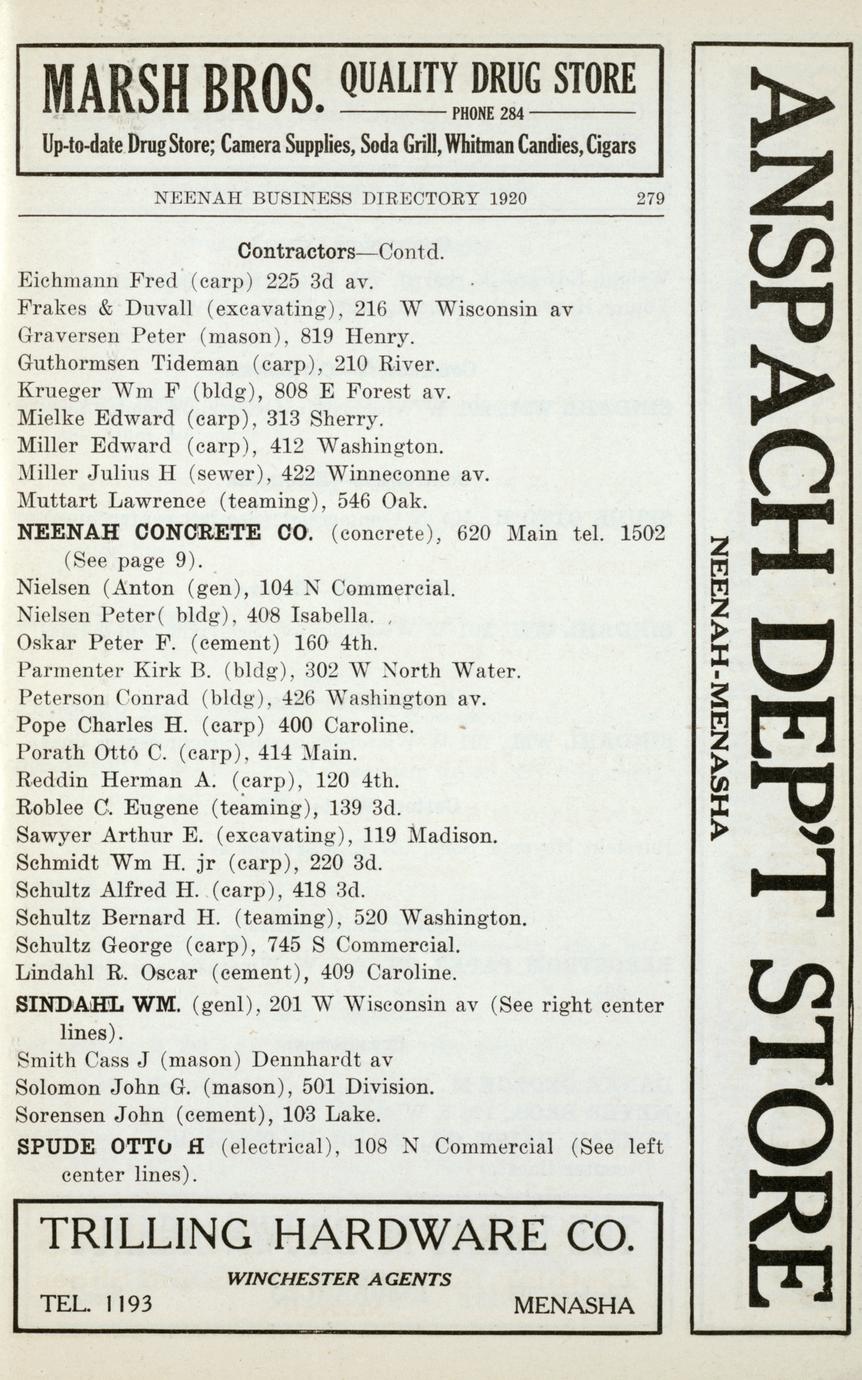 MARSH BROS. QUALITY DRUG STORE
PHONE 284
Up-to-date Drug Store; Camera Supplies, Soda Grill, Whitman Candies, Cigars
NEENAH BUSINESS DIRECTORY 1920 279
Contractors—Contd.
Eichmann Fred (carp) 225 3d av.
Frakes & Duvall (excavating), 216 W Wisconsin av
Graversen Peter (mason), 819 Henry.
Guthormsen Tideman (carp), 210 River.
Krueger Wm F (bldg), 808 E Forest av.
Mielke Edward (carp), 313 Sherry.
Miller Edward (carp), 412 Washington.
Miller Julius H (sewer), 422 Winneconne av.
Muttart Lawrence (teaming), 546 Oak.
NEENAH CONCRETE CO. (concrete), 620 Main tel. 1502
(See page 9).
Nielsen (Anton (gen), 104 N Commercial.
Nielsen Peter( bldg), 408 Isabella.
Oskar Peter F. (cement) 160 4th.
Parmenter Kirk B. (bldg), 302 W North Water.
Peterson Conrad (bldg), 426 Washington av.
Pope Charles H. (carp) 400 Caroline.
Porath Otto C. (carp), 414 Main.
Reddin Herman A. (carp), 120 4th.
Roblee C. Eugene (teaming), 139 3d.
Sawyer Arthur E. (excavating), 119 Madison.
Schmidt Wm H. jr (carp), 220 3d.
Schultz Alfred H. (carp), 418 3d.
Schultz Bernard H. (teaming), 520 Washington.
Schultz George (carp), 745 S Commercial.
Lindahl R. Oscar (cement), 409 Caroline.
SINDAHL WM. (genl), 201 W Wisconsin av (See right center
lines).
Smith Cass J (mason) Dennhardt av
Solomon John G. (mason), 501 Division.
Sorensen John (cement), 103 Lake.
SPUDE OTTO H (electrical), 108 N Commercial (See left
center lines).
TRILLING HARDWARE CO.
WINCHESTER AGENTS
TEL. 1193 MENASHA
ANSPACH DEP'T STORE
NEENAH-MENASHA